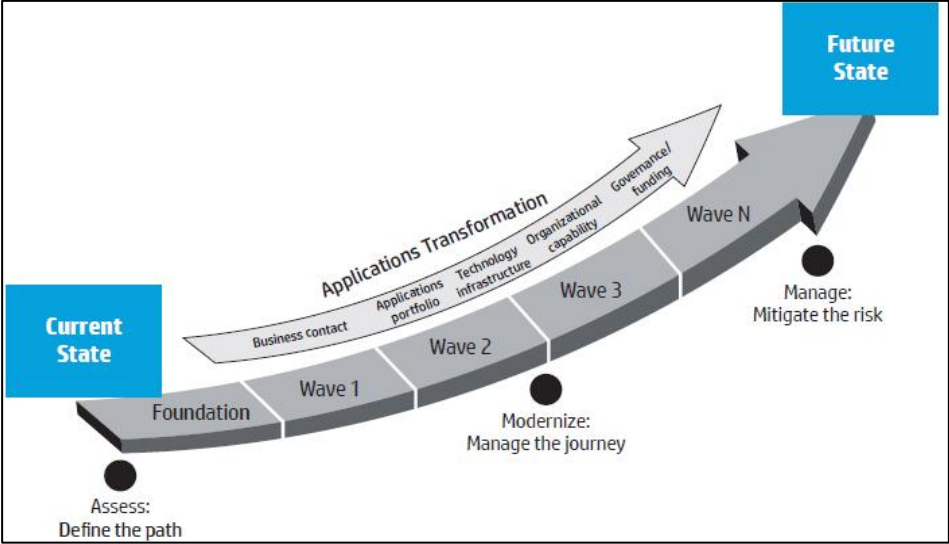 Future
State
Applications Transformation
Business contact
Applications
portfolio
Technology
infrastructure
Organizational
capability
Governance/
funding
Current
State
Foundation
Wave 1
Wave 2
Wave 3
Wave N
Assess:
Define the path
Modernize:
Manage the journey
Manage:
Mitigate the risk